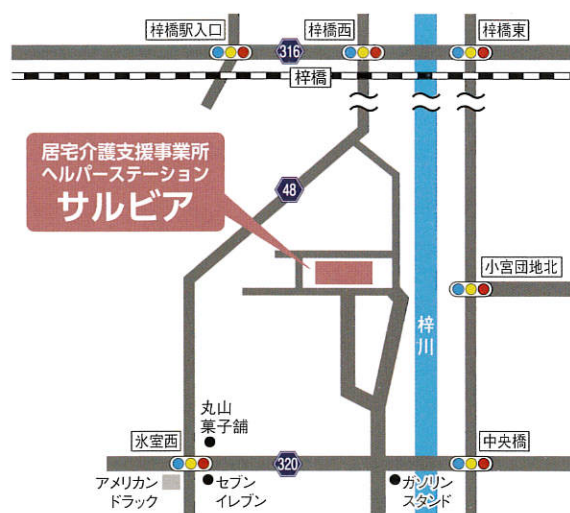 梓橋駅入口
316
梓橋西
梓橋東
梓橋
居宅介護支援事業所
ヘルパーステーション
サルビア
48
小宮団地北
梓川
丸山
菓子舗
氷室西
320
中央橋
アメリカン
ドラック
セブン
イレブン
ガソリン
スタンド